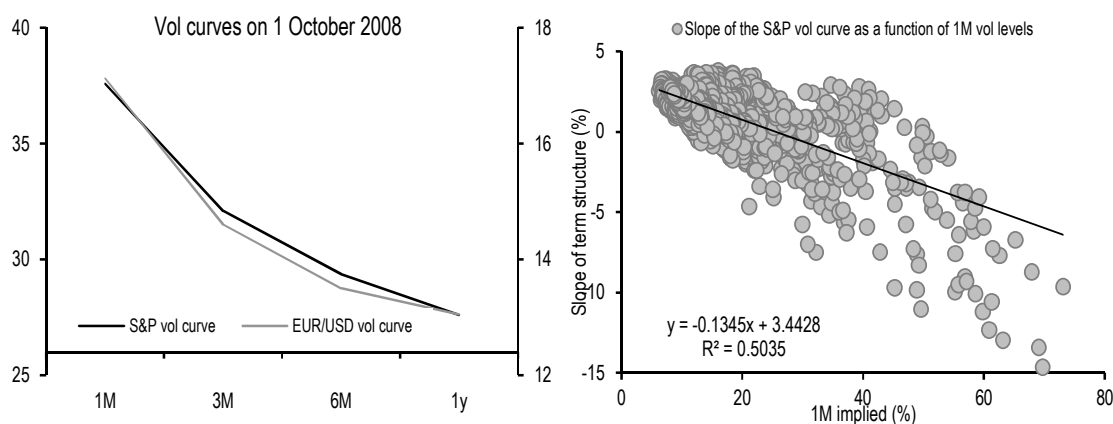 Vol curves on 1 October 2008
40
35
30
25
18
16
14
12
S&P vol curve
EUR/USD vol curve
1M
3M
6M
1y
Slope of the S&P vol curve as a function of 1M vol levels
Slope of term structure (%)
5
0
-5
-10
-15
y = -0.1345x + 3.4428
R² = 0.5035
0
20
40
60
80
1M implied (%)